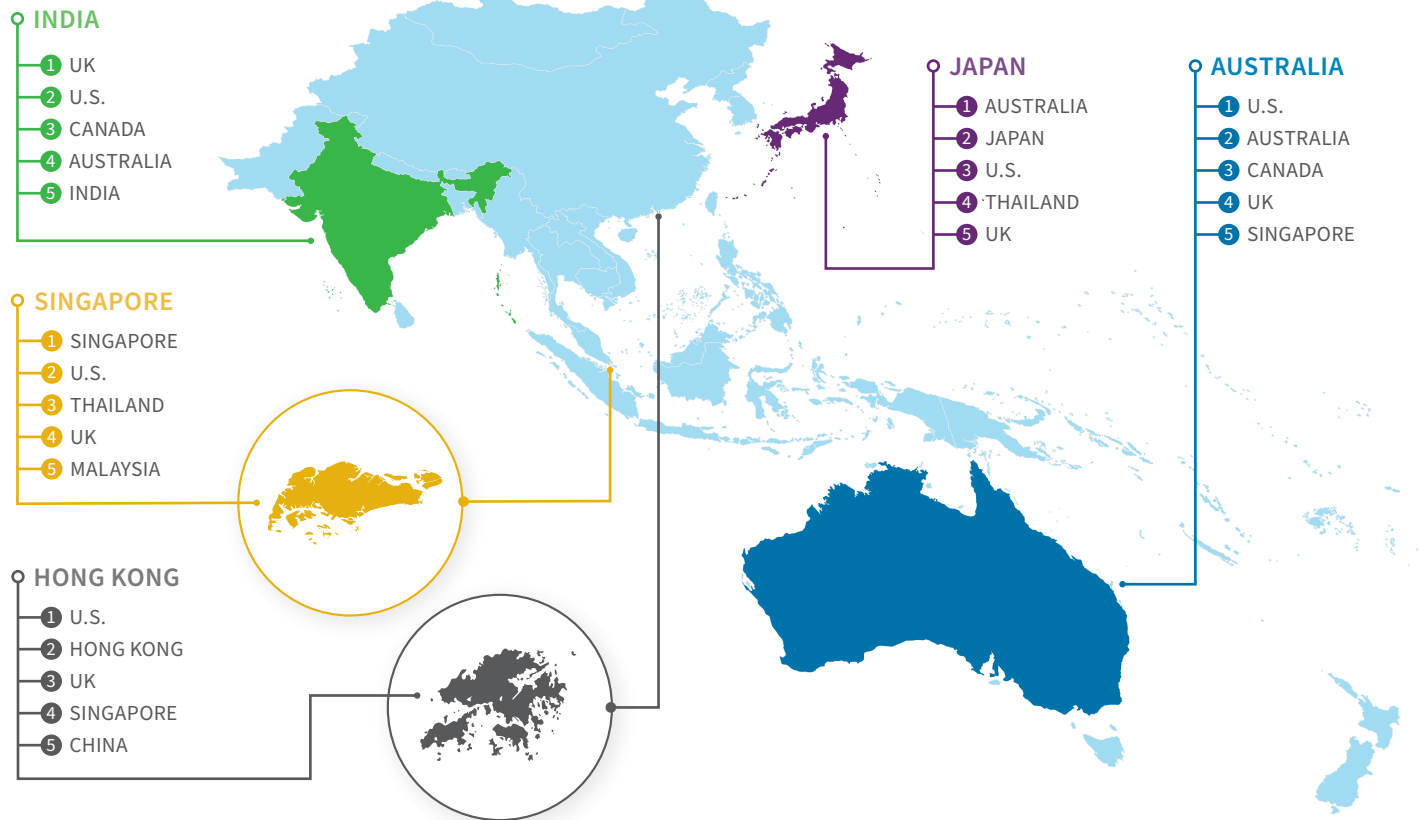 INDIA
1 UK
2 U.S.
3 CANADA
4 AUSTRALIA
5 INDIA
SINGAPORE
1 SINGAPORE
2 U.S.
3 THAILAND
4 UK
5 MALAYSIA
HONG KONG
1 U.S.
2 HONG KONG
3 UK
4 SINGAPORE
5 CHINA
JAPAN
1 AUSTRALIA
2 JAPAN
3 U.S.
4 THAILAND
5 UK
AUSTRALIA
1 U.S.
2 AUSTRALIA
3 CANADA
4 UK
5 SINGAPORE